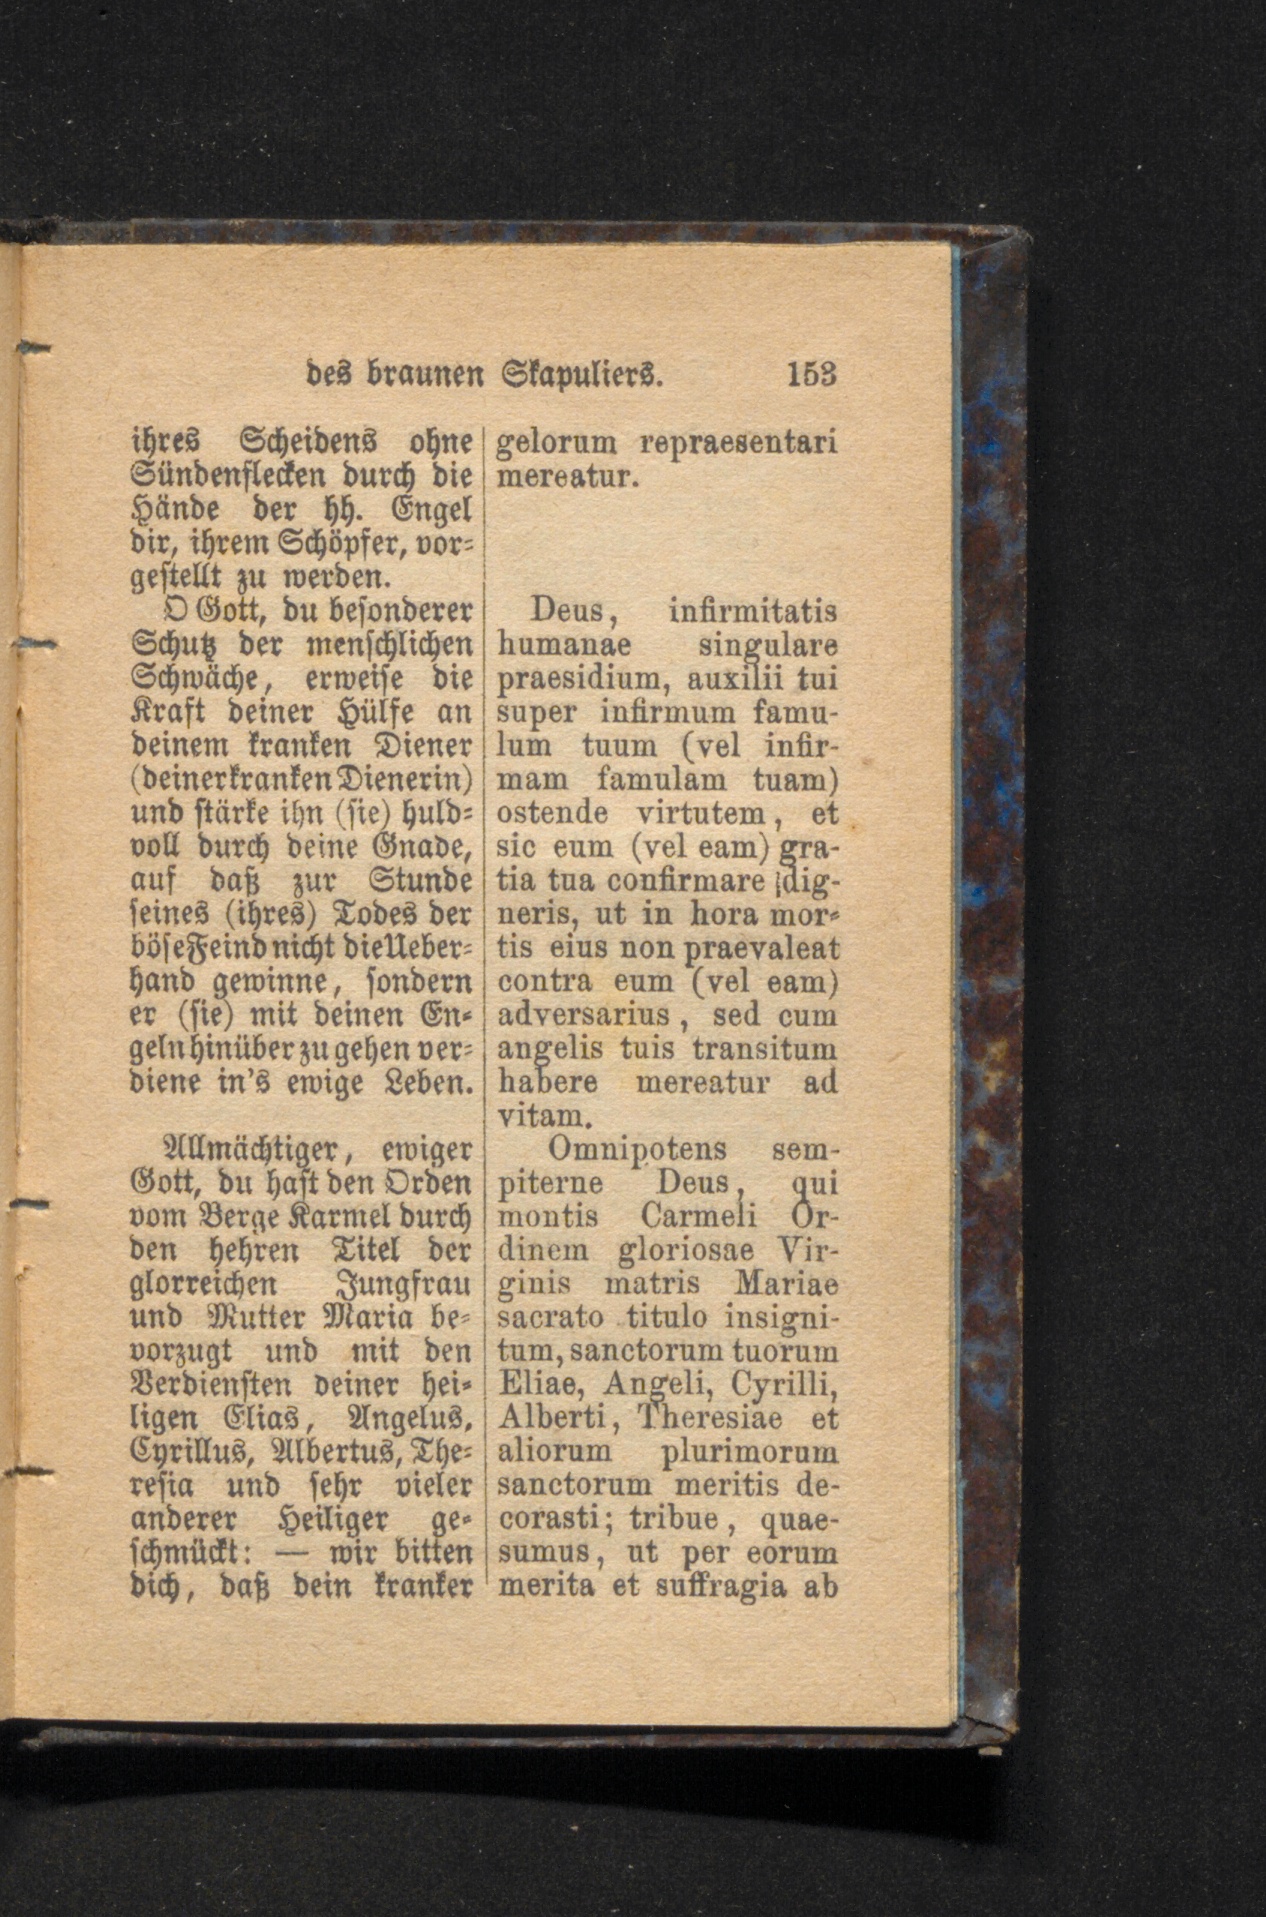 des braunen Skapuliers. 153
ihres Scheidens ohne
Sündenflecken durch die
Hände der hh. Engel
dir, ihrem Schöpfer, vor-
gestellt zu werden.
O Gott, du besonderer
Schutz der menschlichen
Schwäche, erweise die
Kraft deiner Hülfe an
deinem kranken Diener
(deiner kranken Dienerin)
und stärke ihn (sie) huld-
voll durch deine Gnade,
auf daß zur Stunde
seines (ihres) Todes der
böse Feind nicht die Ueber-
hand gewinne, sondern
er (sie) mit deinen En-
geln hinüber zu gehen ver-
diene in's ewige Leben.
Allmächtiger, ewiger
Gott, du hast den Orden
vom Berge Karmel durch
den hehren Titel der
glorreichen Jungfrau
und Mutter Maria be-
vorzugt und mit den
Verdiensten deiner hei-
ligen Elias, Angelus,
Cyrillus, Albertus, The-
resia und sehr vieler
anderer Heiliger ge-
schmückt: — wir bitten
dich, daß dein kranker
gelorum repraesentari
mereatur.
Deus, infirmitatis
humanae singulare
praesidium, auxilii tui
super infirmum famu-
lum tuum (vel infir-
mam famulam tuam)
ostende virtutem, et
sic eum (vel eam) gra-
tia tua confirmare dig-
neris, ut in hora mor-
tis eius non praevaleat
contra eum (vel eam)
adversarius, sed cum
angelis tuis transitum
habere mereatur ad
vitam.
Omnipotens sem-
piterne Deus, qui
montis Carmeli Or-
dinem gloriosae Vir-
ginis matris Mariae
sacrato titulo insigni-
tum, sanctorum tuorum
Eliae, Angeli, Cyrilli,
Alberti, Theresiae et
aliorum plurimorum
sanctorum meritis de-
corasti; tribue, quae-
sumus, ut per eorum
merita et suffragia ab